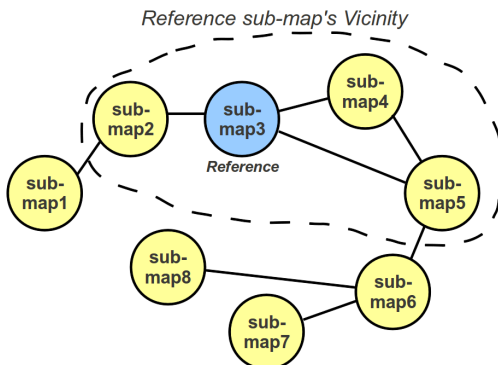 Reference sub-map's Vicinity
sub-
map2
sub-
map3
Reference
sub-
map4
sub-
map1
sub-
map5
sub-
map8
sub-
map6
sub-
map7